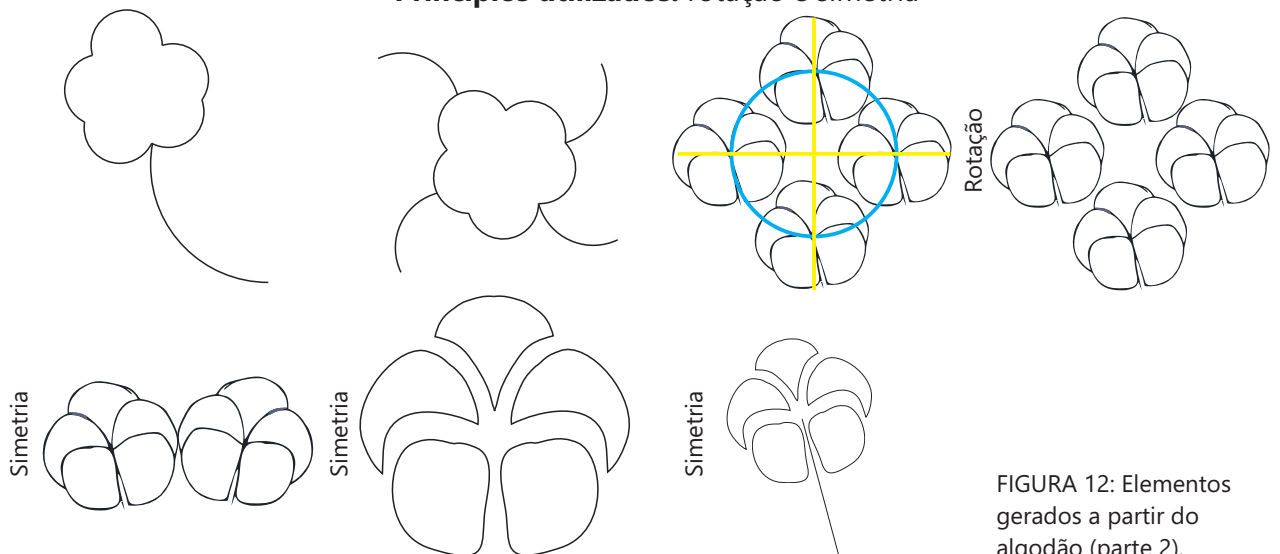 Princípios utilizados: rotação e simetria
Rotação
Simetria
Simetria
Simetria
FIGURA 12: Elementos
gerados a partir do
algodão (parte 2).